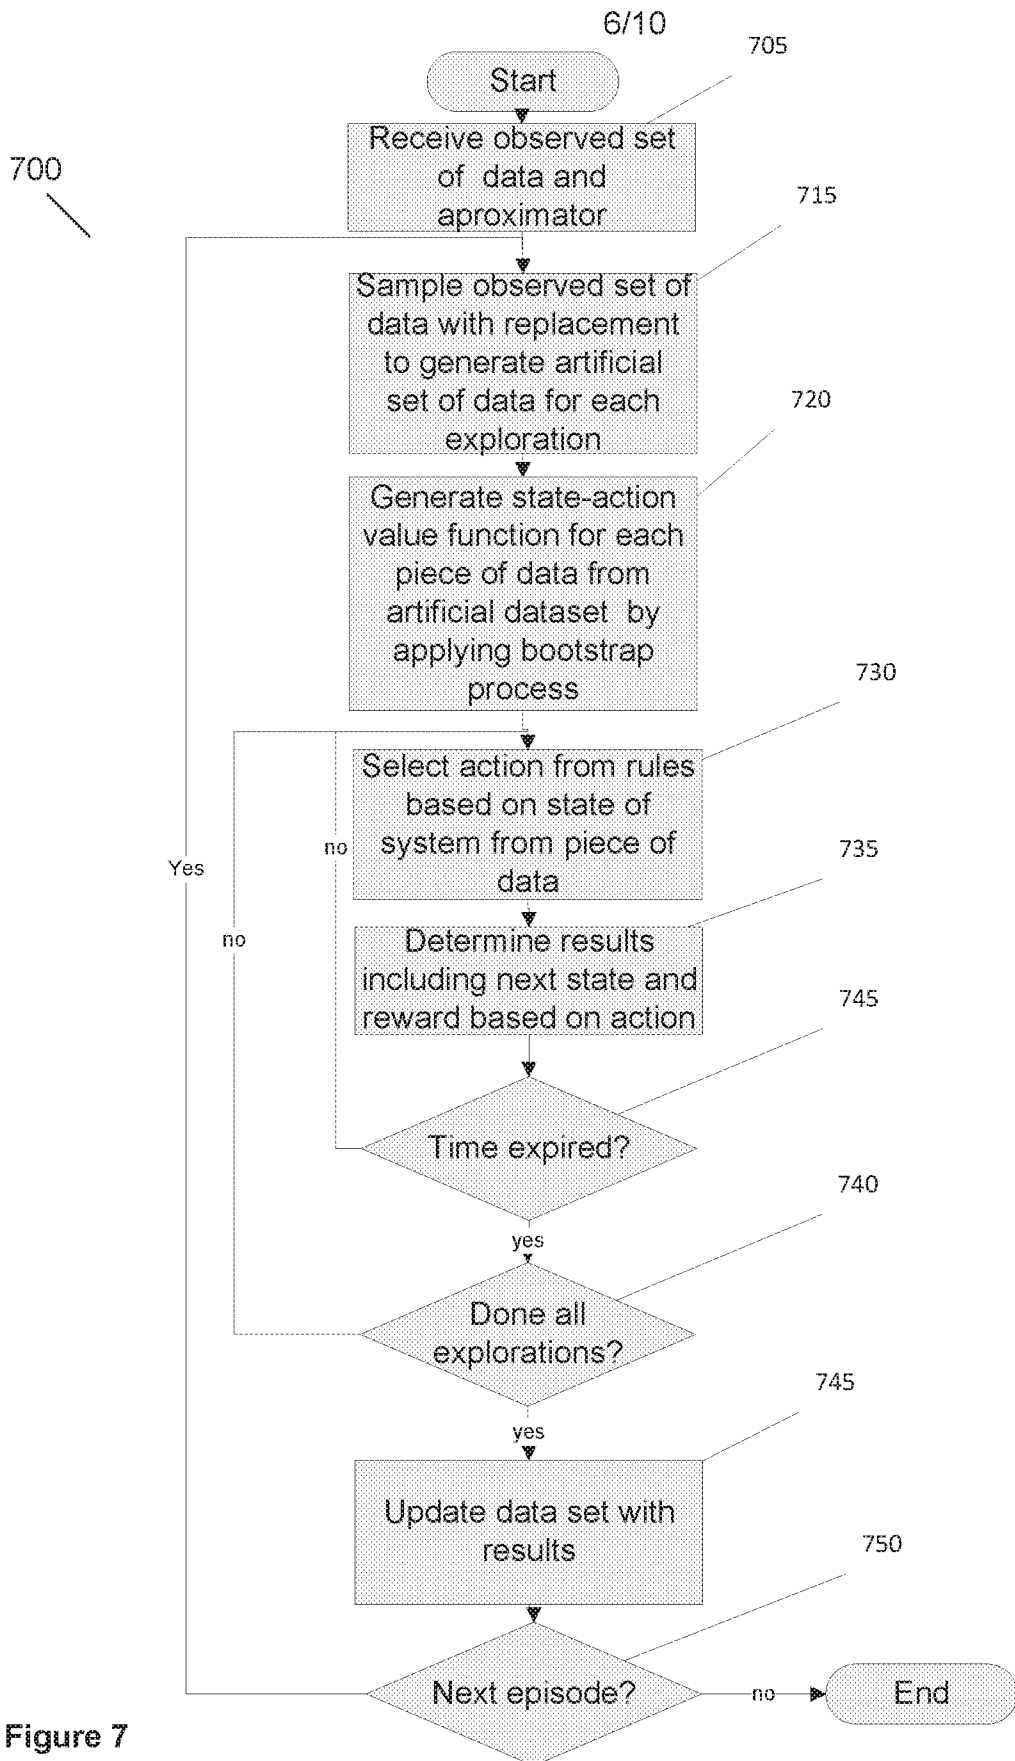 6/10
705
Start
Receive observed set
of data and
aproximator
700
715
Sample observed set of
data with replacement
to generate artificial
set of data for each
exploration
720
Generate state-action
value function for each
piece of data from
artificial dataset by
applying bootstrap
process
730
Select action from rules
based on state of
system from piece of
data
no
Yes
no
735
Determine results
including next state and
reward based on action
745
Time expired?
yes
740
Done all
explorations?
yes
745
Update data set with
results
750
Next episode?
no
End
Figure 7